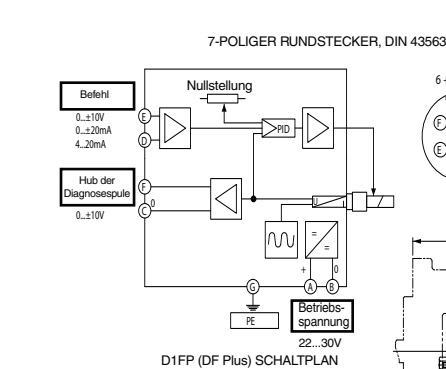 7-POLIGER RUNDSTECKER, DIN 43563
6 +
Befehl
Nullstellung
0...±10V
0...±20mA
4...20mA
E
D
PID
F
E
Hub der
Diagnosespule
0...±10V
F
C
0
U
L
=
=
+
0
G
A
B
PE
Betriebs-
spannung
22...30V
D1FP (DF Plus) SCHALTPLAN